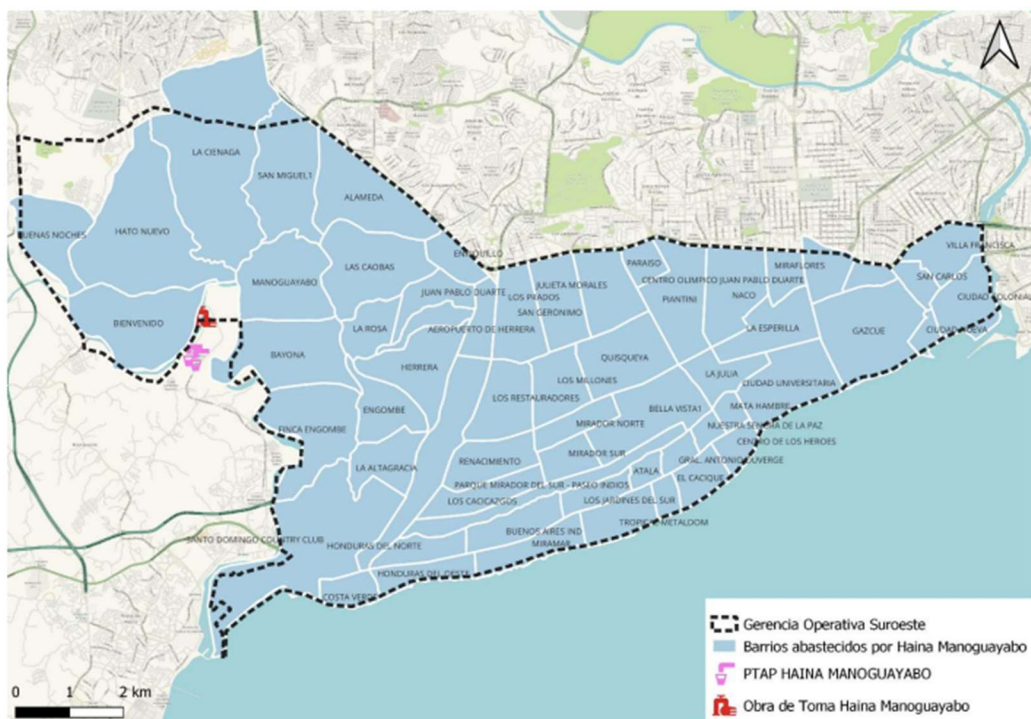 LA CIENAGA
SAN MIGUEL1
ALAMEDA
BUENAS NOCHES
HATO NUEVO
VILLA FRANCISCA
ENRIQUILLO
PARAISO
MIRAFLORES
LAS CAOBAS
SAN CARLOS
MANOGUAYABO
JULIETA MORALES
CENTRO OLIMPICO JUAN PABLO DUARTE
JUAN PABLO DUARTE
LOS PRADOS
PIANTINI
NACO
CIUDAD COLONIAL
SAN GERONIMO
BIENVENIDO
LA ROSA
AEROPUERTO DE HERRERA
LA ESPERILLA
GAZCUE
CIUDAD NUEVA
BAYONA
QUISQUEYA
HERRERA
LA JULIA
LOS MILLONES
CIUDAD UNIVERSITARIA
LOS RESTAURADORES
ENGOMBE
BELLA VISTA1
MATA HAMBRE
FINCA ENGOMBE
MIRADOR NORTE
NUESTRA SEÑORA DE LA PAZ
CENTRO DE LOS HEROES
MIRADOR SUR
RENACIMIENTO
GRAL. ANTONIO DUVERGE
LA ALTAGRACIA
ATALA
EL CACIQUE
PARQUE MIRADOR DEL SUR - PASEO INDIOS
LOS CACICAZGOS
LOS JARDINES DEL SUR
TROPICAL METALDOM
BUENOS AIRES IND
SANTO DOMINGO COUNTRY CLUB
HONDURAS DEL NORTE
MIRAMAR
HONDURAS DEL OESTE
COSTA VERDE
Gerencia Operativa Suroeste
Barrios abastecidos por Haina Manoguayabo
PTAP HAINA MANOGUAYABO
Obra de Toma Haina Manoguayabo
0 1 2 km